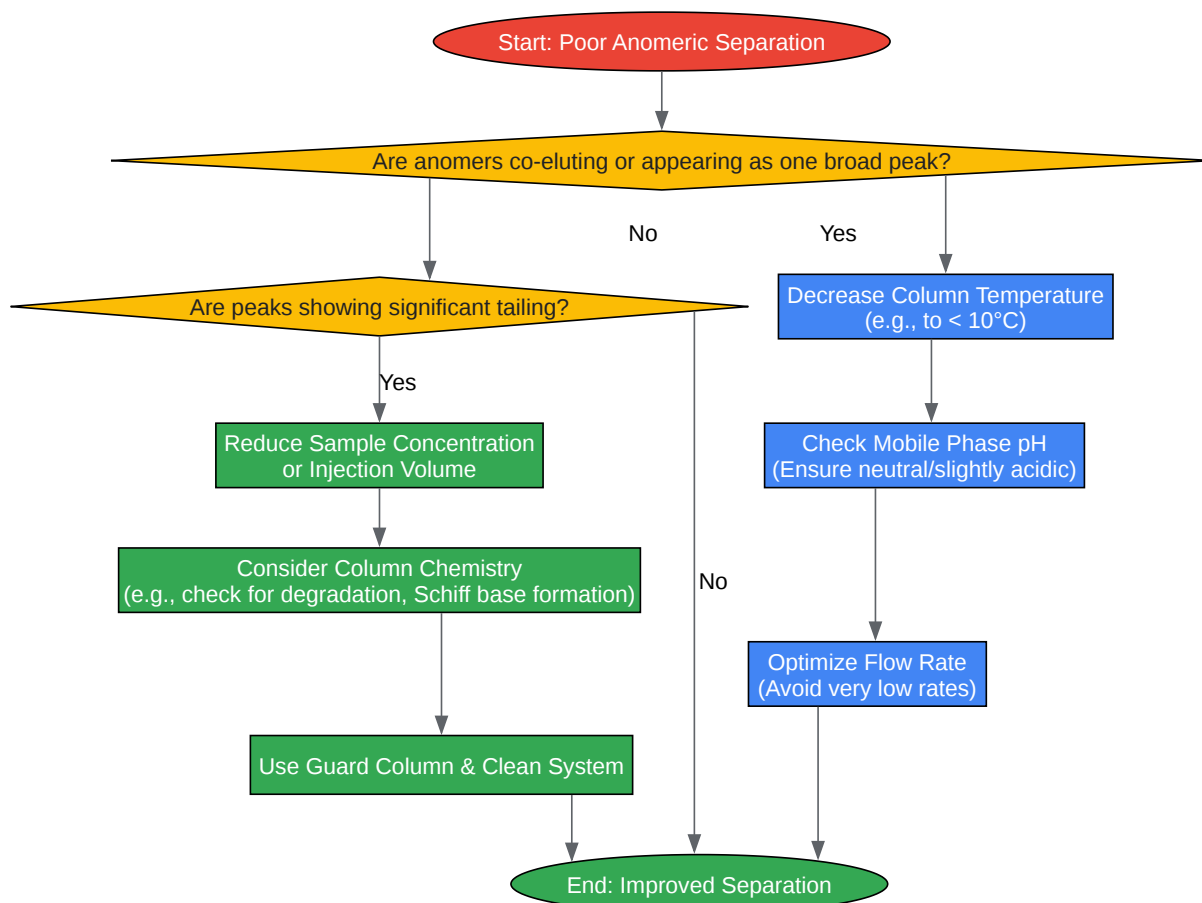 Start: Poor Anomeric Separation
Are anomers co-eluting or appearing as one broad peak?
No
Yes
Are peaks showing significant tailing?
Decrease Column Temperature
(e.g., to < 10°C)
Yes
Reduce Sample Concentration
or Injection Volume
Check Mobile Phase pH
(Ensure neutral/slightly acidic)
Consider Column Chemistry
(e.g., check for degradation, Schiff base formation)
No
Optimize Flow Rate
(Avoid very low rates)
Use Guard Column & Clean System
End: Improved Separation